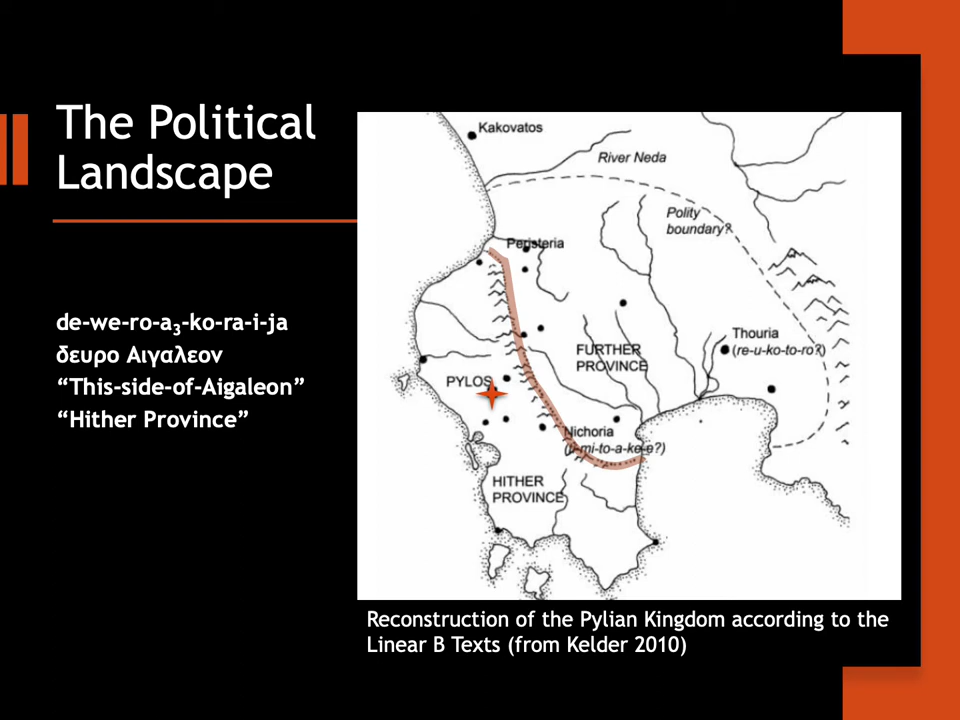 The Political
Landscape
de-we-ro-a₃-ko-ra-i-ja
δευρο Αιγαλεον
“This-side-of-Aigaleon”
“Hither Province”
Kakovatos
River Neda
Polity
boundary?
Peristeria
Thouria
(re-u-ko-to-ro?)
FURTHER
PROVINCE
PYLOS
Nichoria
(ti-mi-to-a-ke-e?)
HITHER
PROVINCE
Reconstruction of the Pylian Kingdom according to the
Linear B Texts (from Kelder 2010)